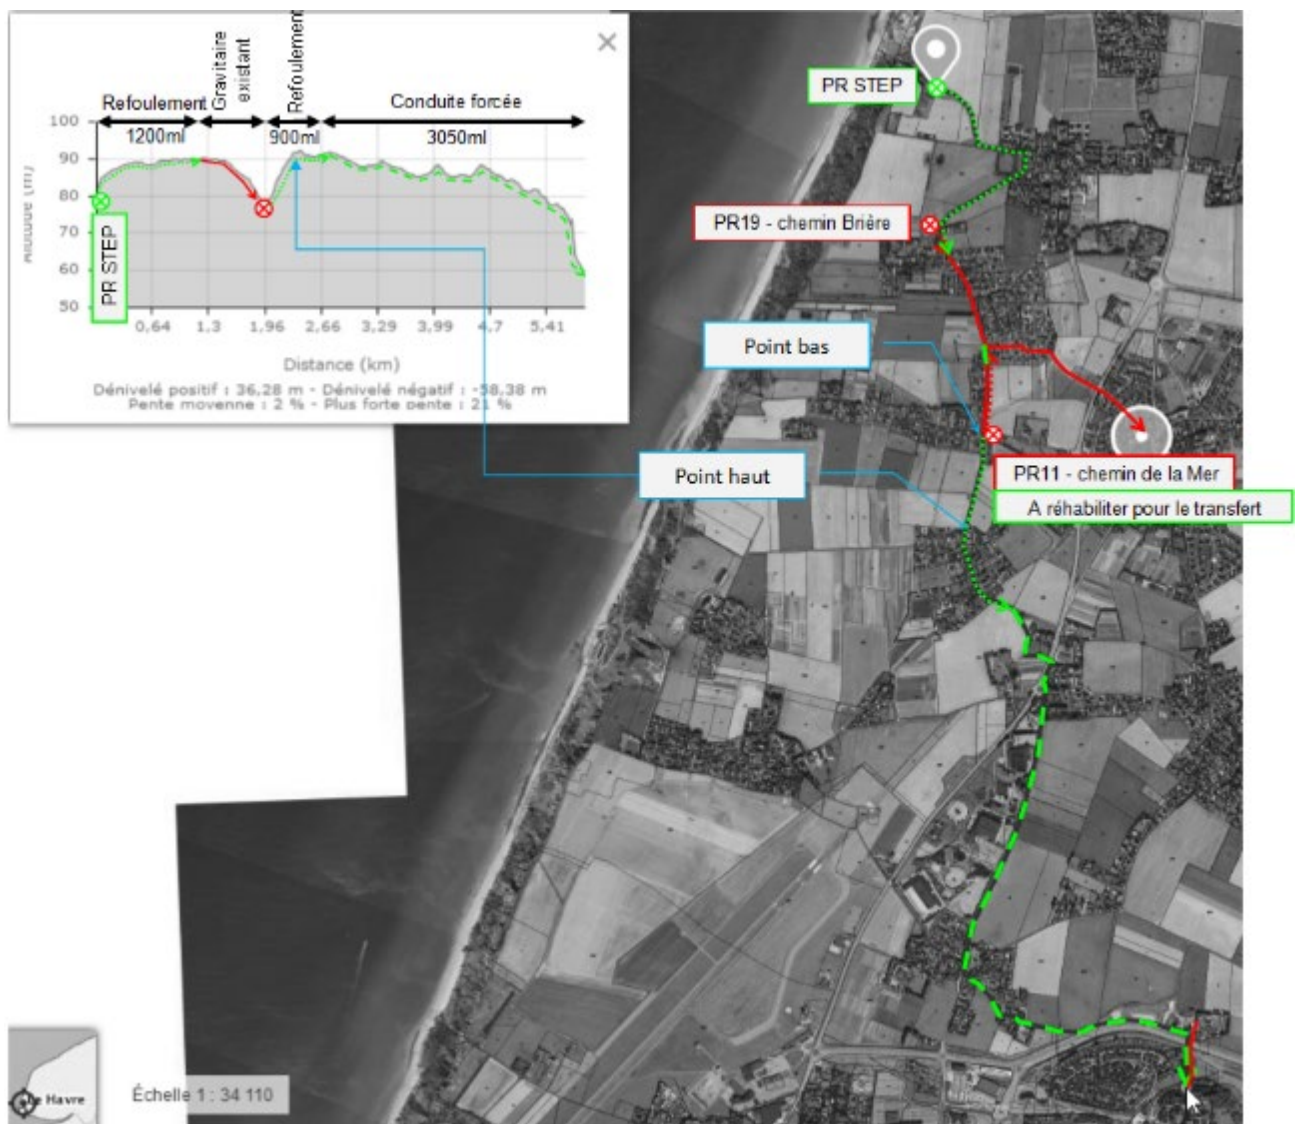 Refoulement
Gravitaire
existant
Refoulement
Conduite forcée
1200ml
900ml
3050ml
100
90
80
70
60
50
PR STEP
0,64
1,3
1,96
2,66
3,29
3,99
4,7
5,41
Distance (km)
Dénivelé positif : 36,28 m - Dénivelé négatif : -58,38 m
Pente moyenne : 2 % - Plus forte pente : 21 %
PR STEP
PR19 - chemin Brière
Point bas
Point haut
PR11 - chemin de la Mer
A réhabiliter pour le transfert
Le Havre
Échelle 1 : 34 110